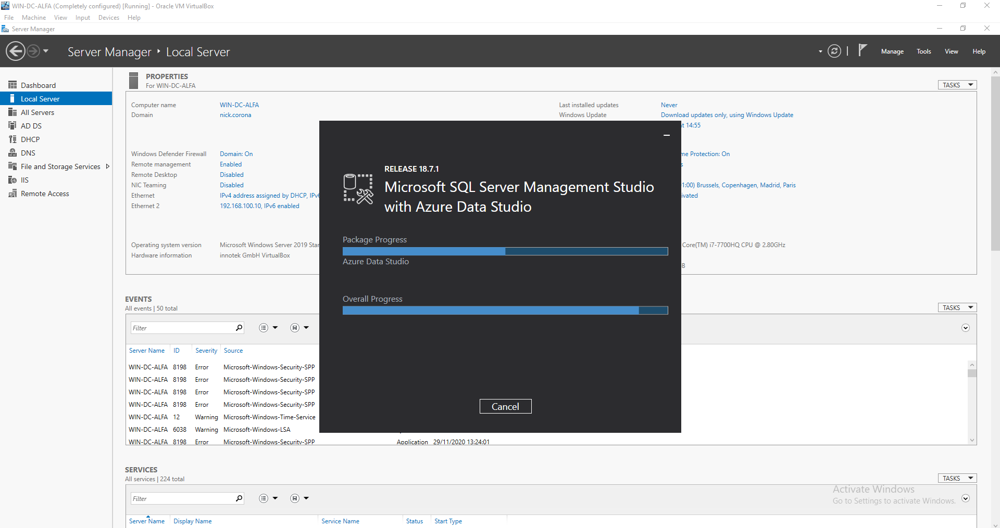 WIN-DC-ALFA (Completely configured) [Running] - Oracle VM VirtualBox
File Machine View Input Devices Help
Server Manager
Server Manager ‣ Local Server
Manage Tools View Help
Dashboard
Local Server
All Servers
AD DS
DHCP
DNS
File and Storage Services
IIS
Remote Access
PROPERTIES
For WIN-DC-ALFA
TASKS
Computer name WIN-DC-ALFA
Domain nick.corona
Last installed updates Never
Windows Update Download updates only, using Windows Update
t 14:55
Windows Defender Firewall Domain: On
Remote management Enabled
Remote Desktop Disabled
NIC Teaming Disabled
Ethernet IPv4 address assigned by DHCP, IPv6
Ethernet 2 192.168.100.10, IPv6 enabled
me Protection: On
s
1:00) Brussels, Copenhagen, Madrid, Paris
ivated
Operating system version Microsoft Windows Server 2019 Star
Hardware information innotek GmbH VirtualBox
Core(TM) i7-7700HQ CPU @ 2.80GHz
B
RELEASE 18.7.1
Microsoft SQL Server Management Studio
with Azure Data Studio
Package Progress
Azure Data Studio
Overall Progress
Cancel
EVENTS
All events | 50 total
TASKS
Filter
Server Name ID Severity Source
WIN-DC-ALFA 8198 Error Microsoft-Windows-Security-SPP
WIN-DC-ALFA 8198 Error Microsoft-Windows-Security-SPP
WIN-DC-ALFA 8198 Error Microsoft-Windows-Security-SPP
WIN-DC-ALFA 8198 Error Microsoft-Windows-Security-SPP
WIN-DC-ALFA 12 Warning Microsoft-Windows-Time-Service
WIN-DC-ALFA 6038 Warning Microsoft-Windows-LSA
WIN-DC-ALFA 8198 Error Microsoft-Windows-Security-SPP Application 29/11/2020 13:24:01
SERVICES
All services | 224 total
TASKS
Activate Windows
Go to Settings to activate Windows.
Filter
Server Name Display Name Service Name Status Start Type